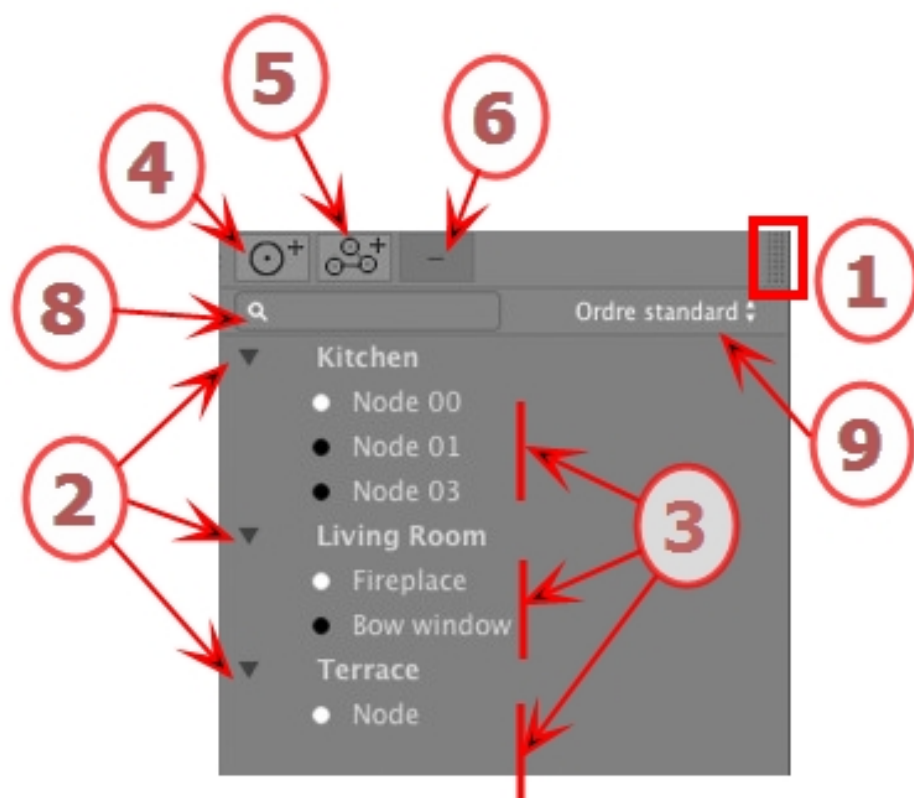 5
6
4
1
8
Ordre standard
Kitchen
Node 00
9
Node 01
2
Node 03
3
Living Room
Fireplace
Bow window
Terrace
Node